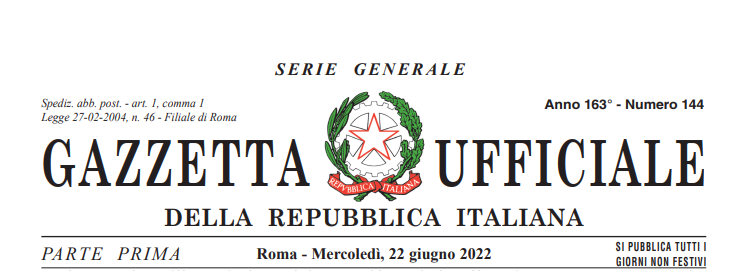 SERIE GENERALE
Spediz. abb. post. - art. 1, comma 1
Legge 27-02-2004, n. 46 - Filiale di Roma
Anno 163° - Numero 144
GAZZETTA UFFICIALE
REPVBBLICA ITALIANA
DELLA REPUBBLICA ITALIANA
PARTE PRIMA
Roma - Mercoledì, 22 giugno 2022
SI PUBBLICA TUTTI I
GIORNI NON FESTIVI